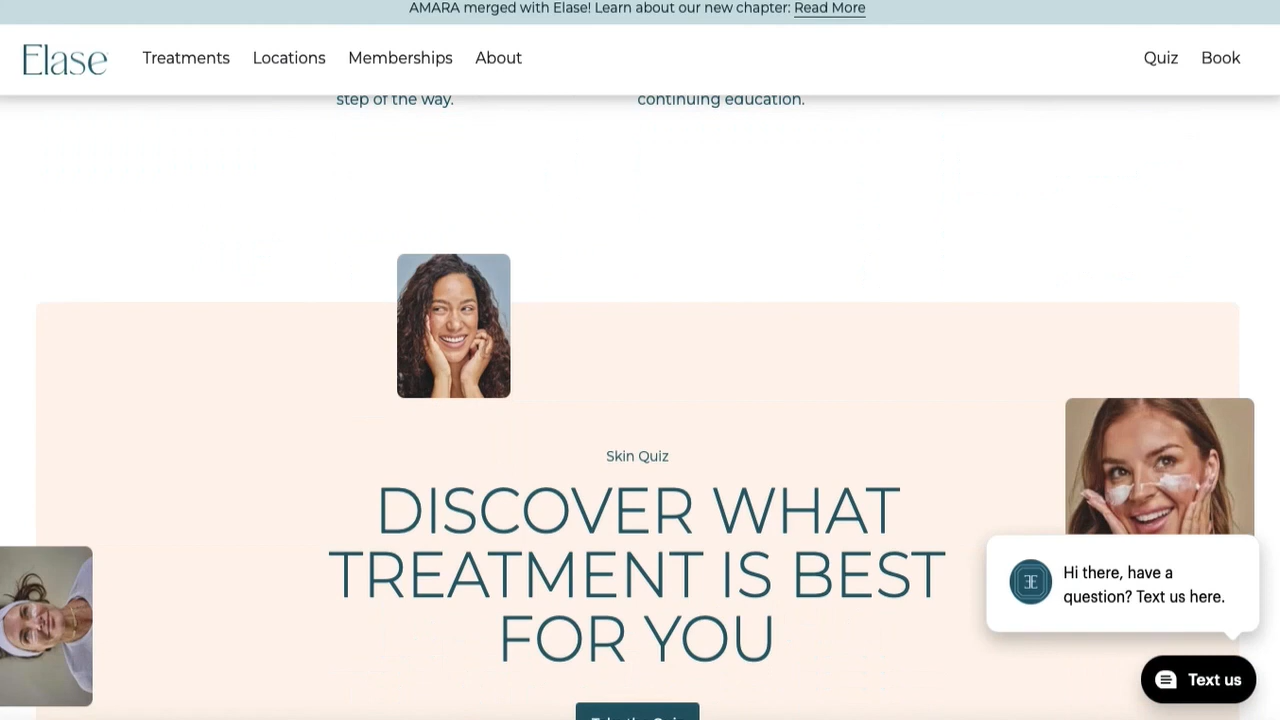 AMARA merged with Elase! Learn about our new chapter: Read More
Elase
Treatments Locations Memberships About Quiz Book
step of the way. continuing education.
Skin Quiz
DISCOVER WHAT
TREATMENT IS BEST
FOR YOU
Hi there, have a
question? Text us here.
Text us